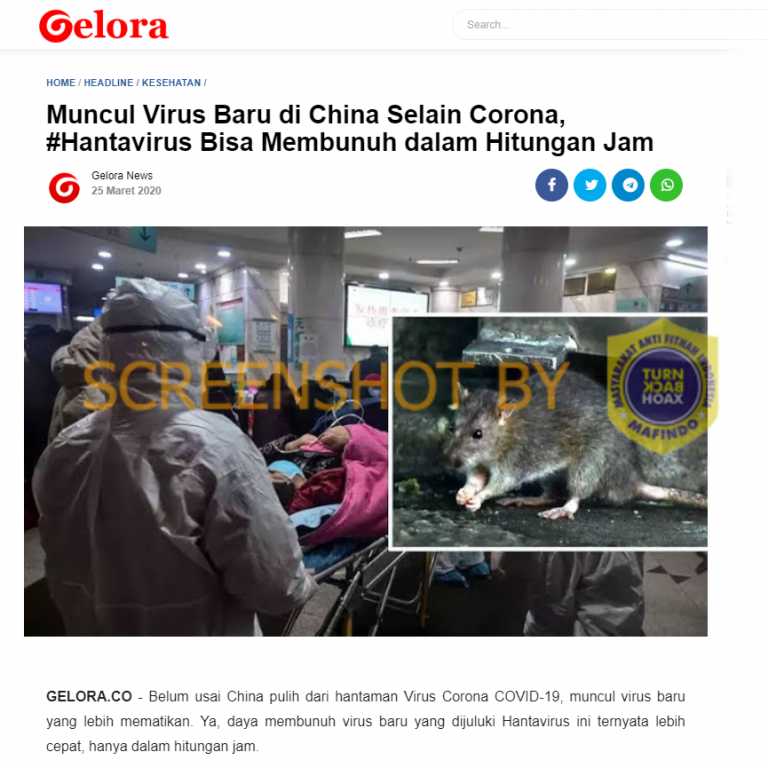 Gelora
Search...
HOME / HEADLINE / KESEHATAN /
Muncul Virus Baru di China Selain Corona,
#Hantavirus Bisa Membunuh dalam Hitungan Jam
Gelora News
25 Maret 2020
SCREENSHOT BY
MASYARAKAT ANTI FITNAH INDONESIA
TURN
BACK
HOAX
MAFINDO
GELORA.CO - Belum usai China pulih dari hantaman Virus Corona COVID-19, muncul virus baru
yang lebih mematikan. Ya, daya membunuh virus baru yang dijuluki Hantavirus ini ternyata lebih
cepat, hanya dalam hitungan jam.